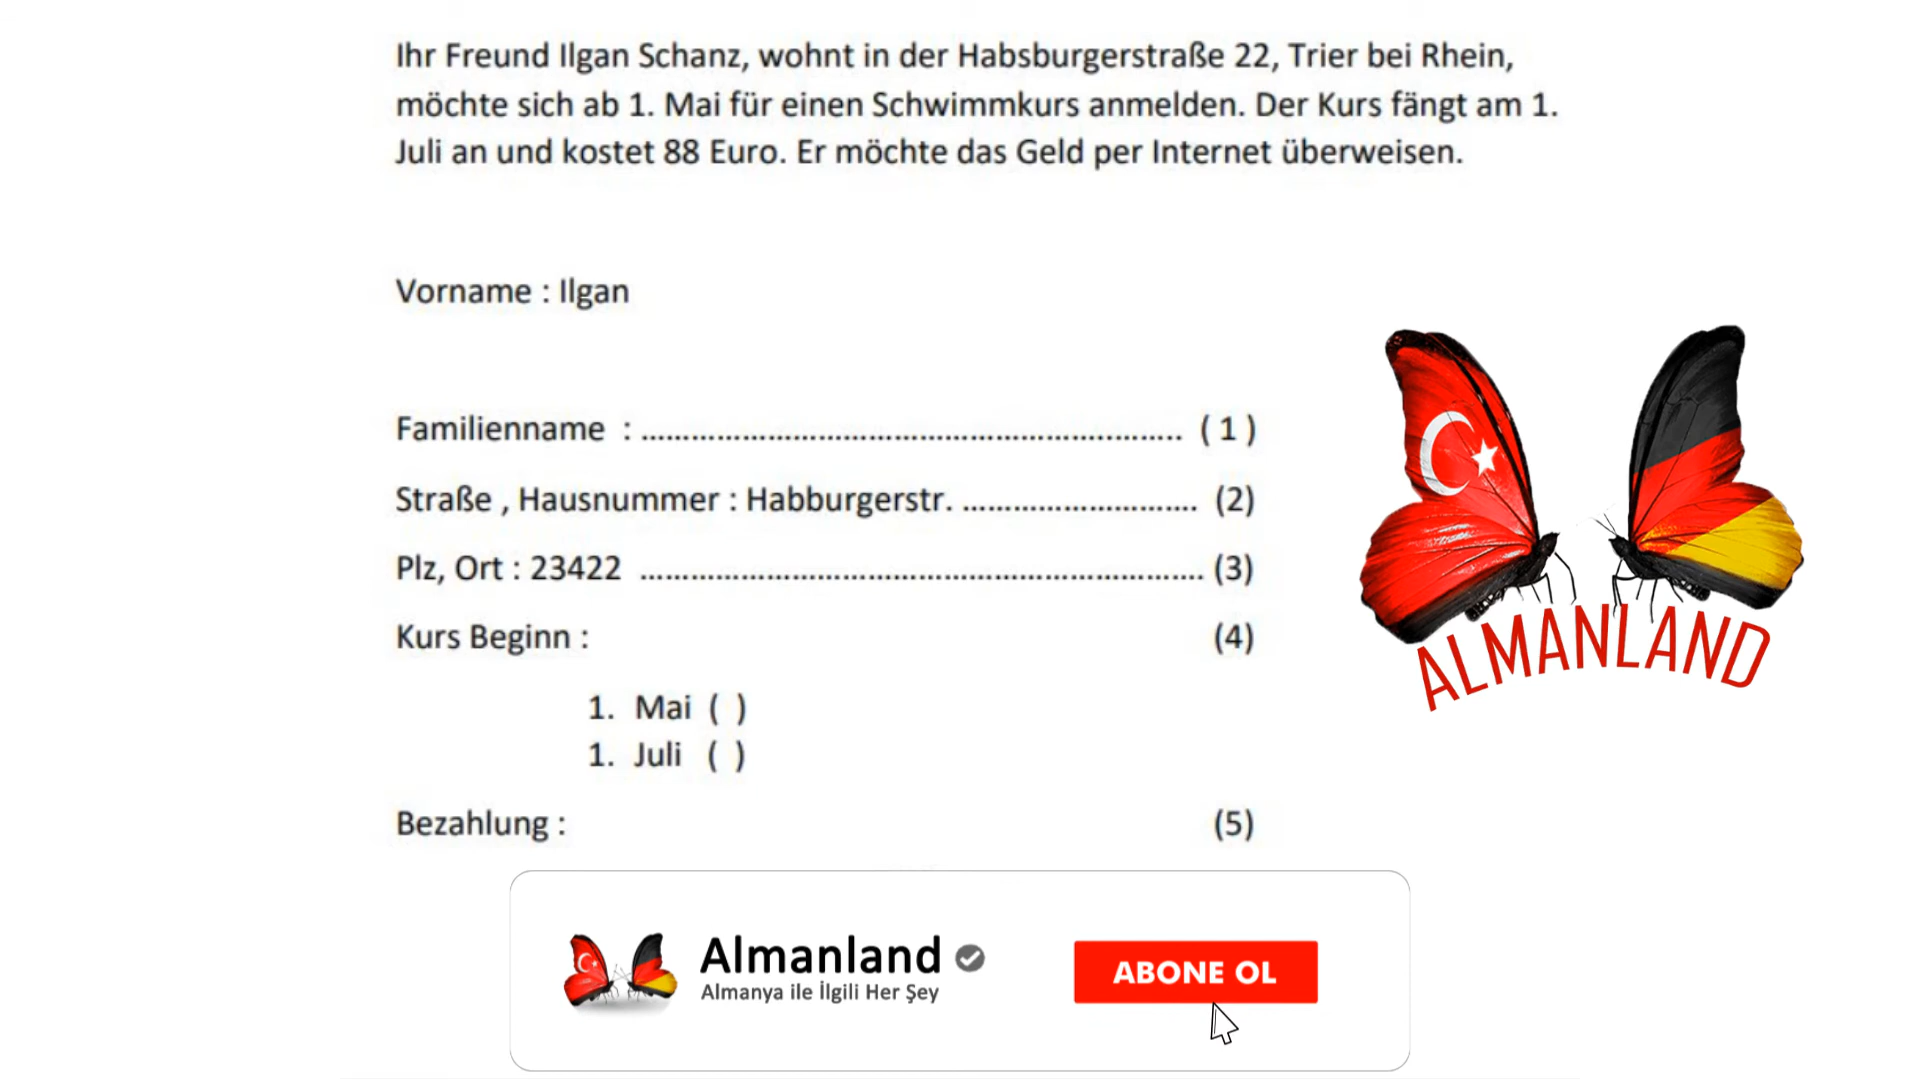 Ihr Freund Ilgan Schanz, wohnt in der Habsburgerstraße 22, Trier bei Rhein,
möchte sich ab 1. Mai für einen Schwimmkurs anmelden. Der Kurs fängt am 1.
Juli an und kostet 88 Euro. Er möchte das Geld per Internet überweisen.
Vorname : Ilgan
Familienname : ................................................................ ( 1 )
Straße , Hausnummer : Habburgerstr. ............................ (2)
Plz, Ort : 23422 .................................................................. (3)
Kurs Beginn : (4)
1. Mai ( )
1. Juli ( )
Bezahlung : (5)
ALMANLAND
Almanland
Almanya ile İlgili Her Şey
ABONE OL